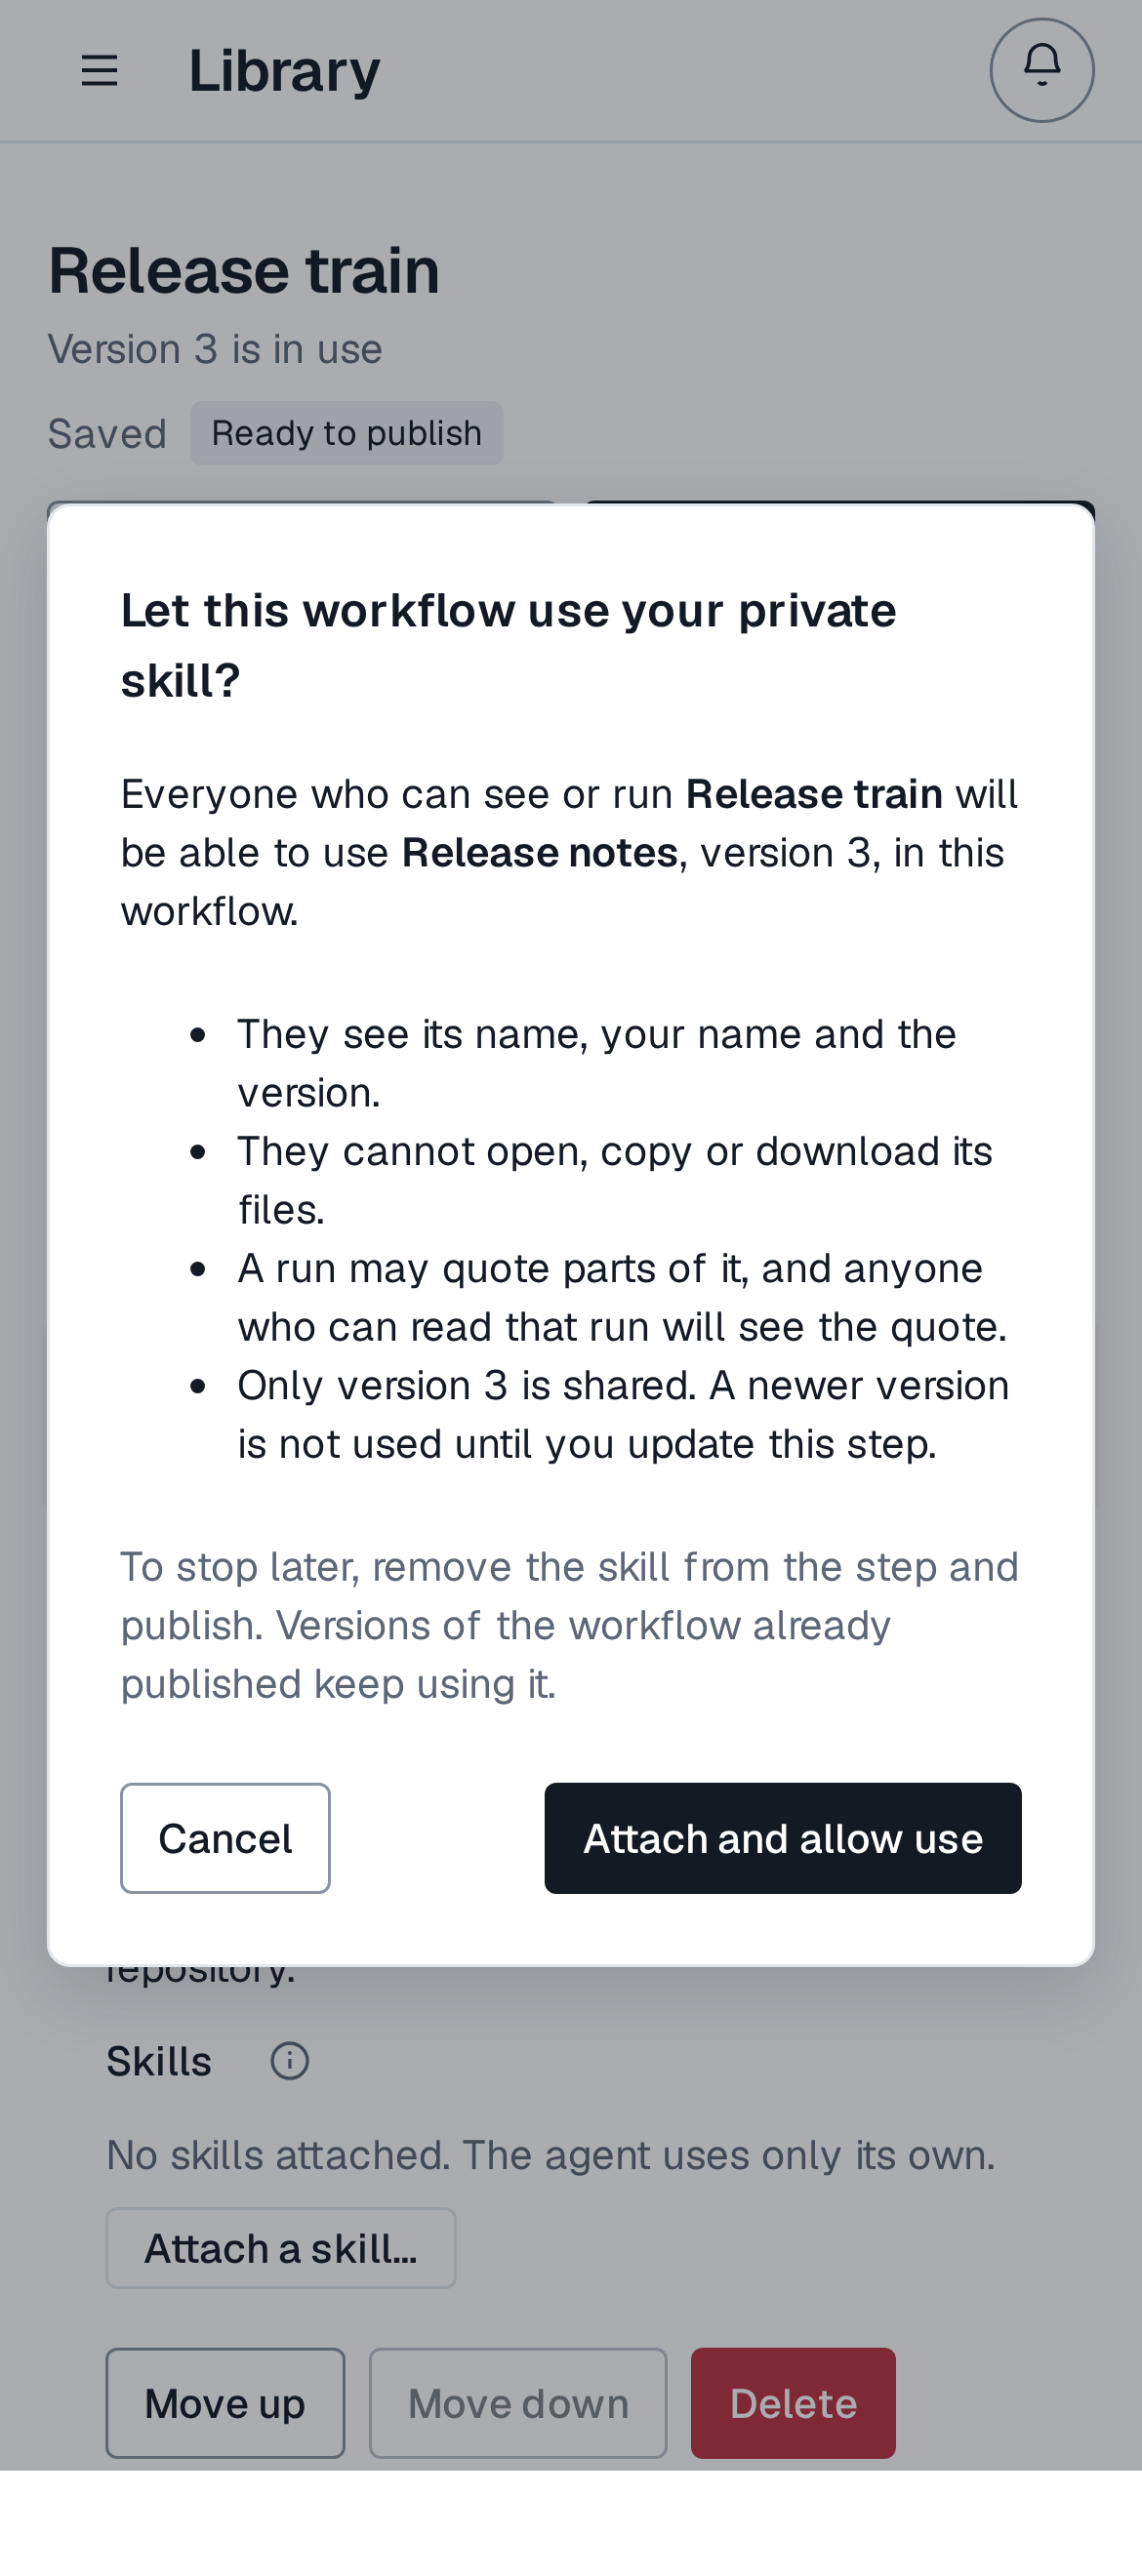 Library
Release train
Version 3 is in use
Saved
Ready to publish
Let this workflow use your private
skill?
Everyone who can see or run Release train will
be able to use Release notes, version 3, in this
workflow.
• They see its name, your name and the
version.
• They cannot open, copy or download its
files.
• A run may quote parts of it, and anyone
who can read that run will see the quote.
• Only version 3 is shared. A newer version
is not used until you update this step.
To stop later, remove the skill from the step and
publish. Versions of the workflow already
published keep using it.
Cancel
Attach and allow use
repository.
Skills
No skills attached. The agent uses only its own.
Attach a skill...
Move up
Move down
Delete